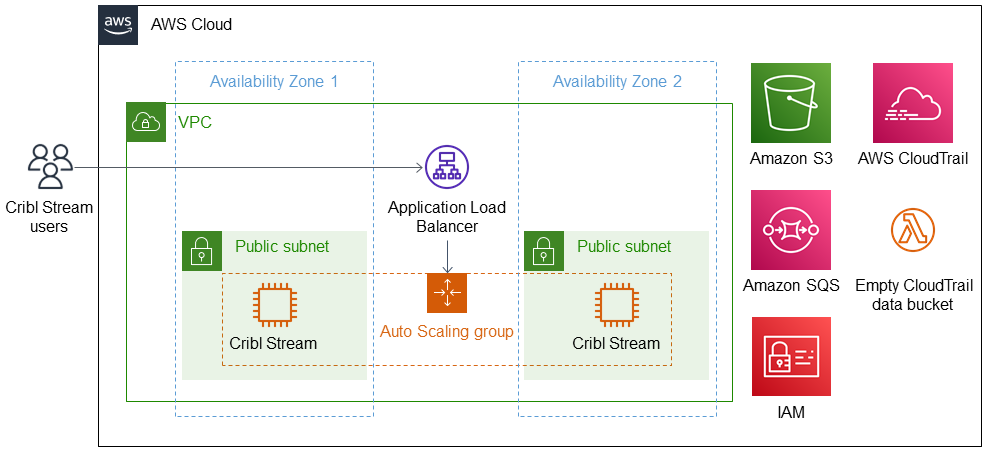 aws
AWS Cloud
Availability Zone 1
Availability Zone 2
VPC
Amazon S3
AWS CloudTrail
Cribl Stream
users
Application Load
Balancer
Public subnet
Public subnet
Amazon SQS
Empty CloudTrail
data bucket
Auto Scaling group
Cribl Stream
Cribl Stream
IAM